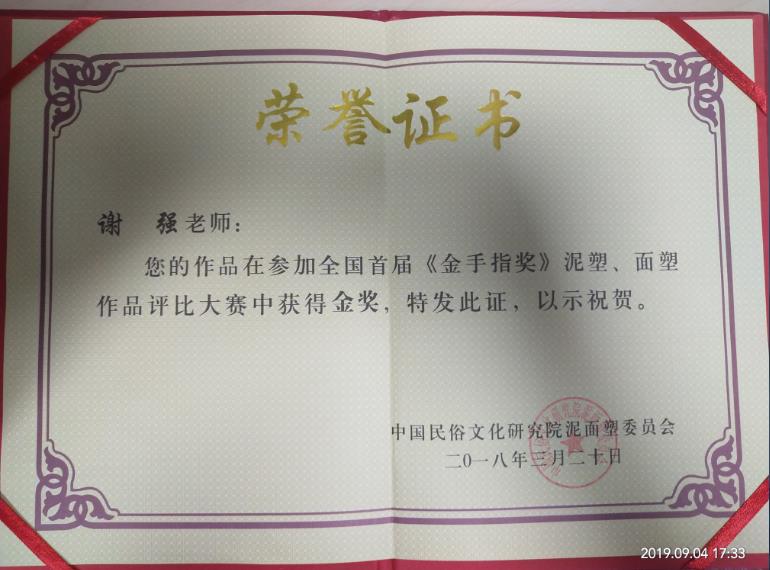 荣誉证书
谢 强老师：
您的作品在参加全国首届《金手指奖》泥塑、面塑
作品评比大赛中获得金奖，特发此证，以示祝贺。
中国民俗文化研究院泥面塑委员会
二〇一八年三月二十日
2019.09.04 17:33